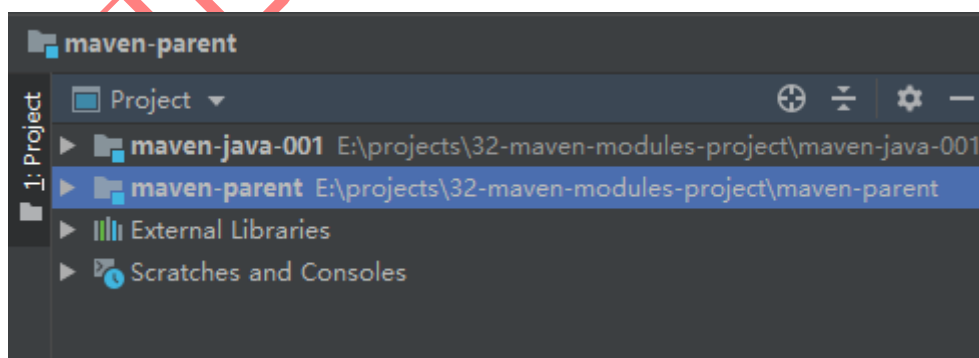 maven-parent
1: Project
Project
maven-java-001 E:\projects\32-maven-modules-project\maven-java-001
maven-parent E:\projects\32-maven-modules-project\maven-parent
External Libraries
Scratches and Consoles